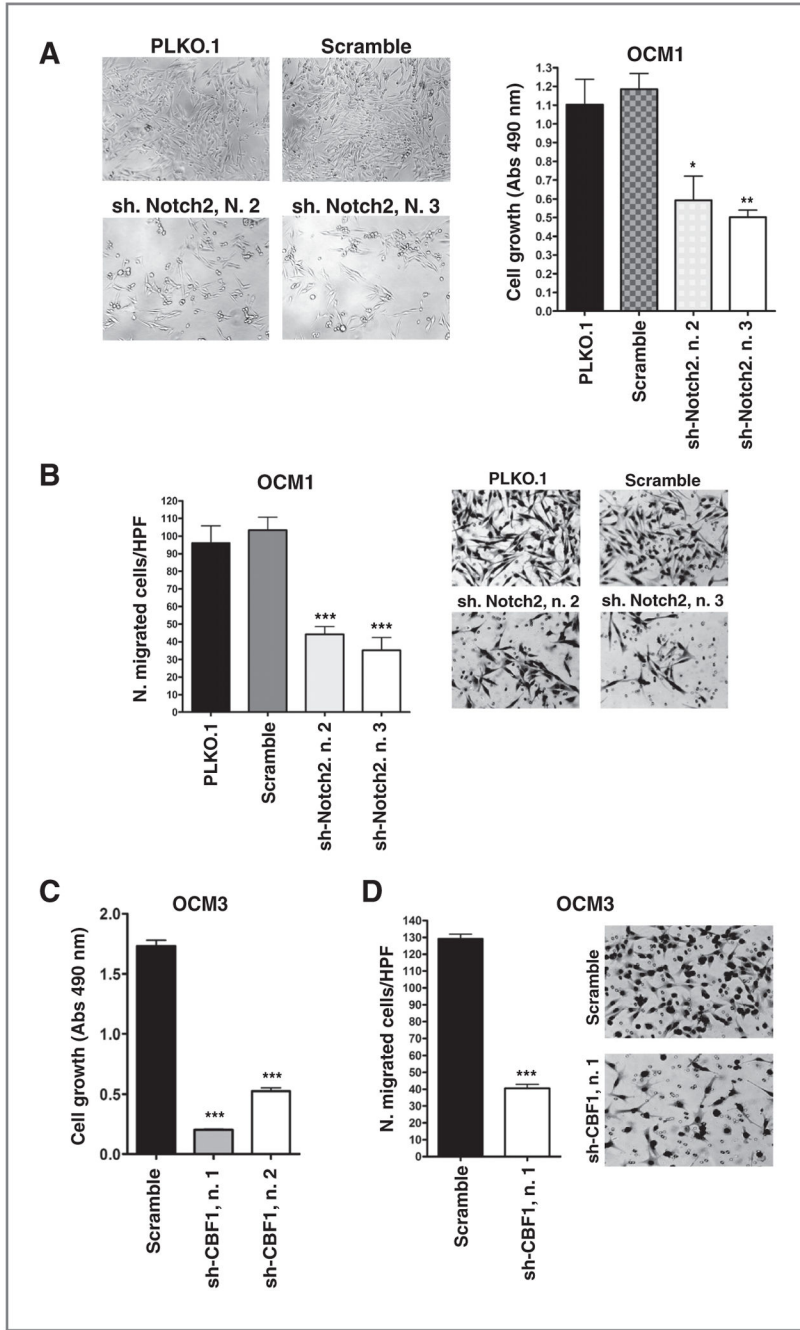 A
PLKO.1
Scramble
sh. Notch2, N. 2
sh. Notch2, N. 3
OCM1
Cell growth (Abs 490 nm)
1.3
1.2
1.1
1.0
0.9
0.8
0.7
0.6
0.5
0.4
0.3
0.2
0.1
0.0
*
**
PLKO.1
Scramble
sh-Notch2. n. 2
sh-Notch2. n. 3
B
OCM1
N. migrated cells/HPF
120
110
100
90
80
70
60
50
40
30
20
10
0
***
***
PLKO.1
Scramble
sh-Notch2. n. 2
sh-Notch2. n. 3
PLKO.1
Scramble
sh. Notch2, n. 2
sh. Notch2, n. 3
C
OCM3
Cell growth (Abs 490 nm)
2.0
1.5
1.0
0.5
0.0
***
***
Scramble
sh-CBF1, n. 1
sh-CBF1, n. 2
D
OCM3
N. migrated cells/HPF
140
130
120
110
100
90
80
70
60
50
40
30
20
10
0
***
Scramble
sh-CBF1, n. 1
Scramble
sh-CBF1, n. 1